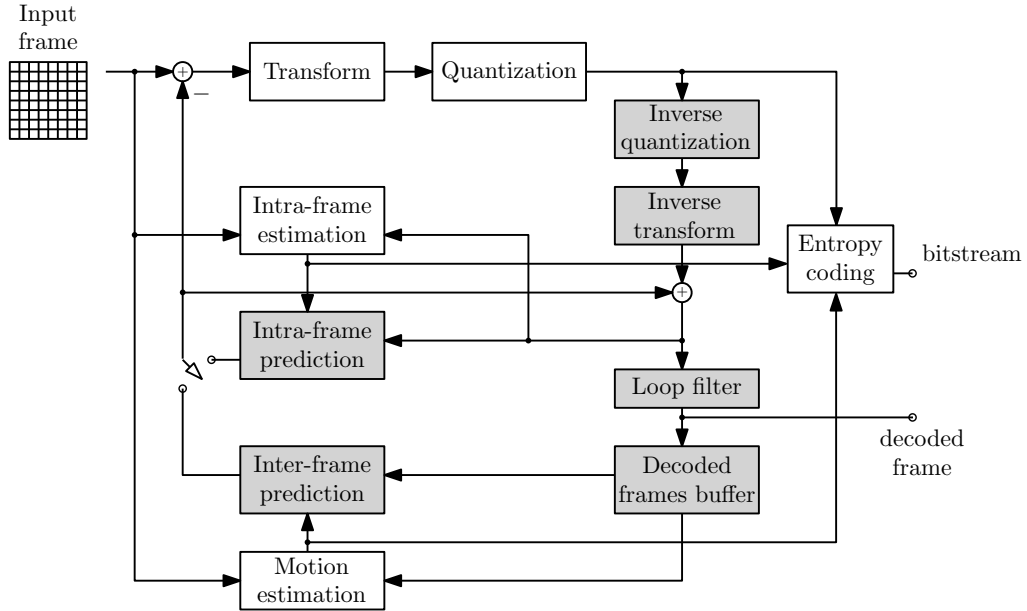 Input
frame
+
−
Transform
Quantization
Inverse
quantization
Intra-frame
estimation
Inverse
transform
Entropy
coding
bitstream
+
Intra-frame
prediction
Loop filter
decoded
frame
Inter-frame
prediction
Decoded
frames buffer
Motion
estimation